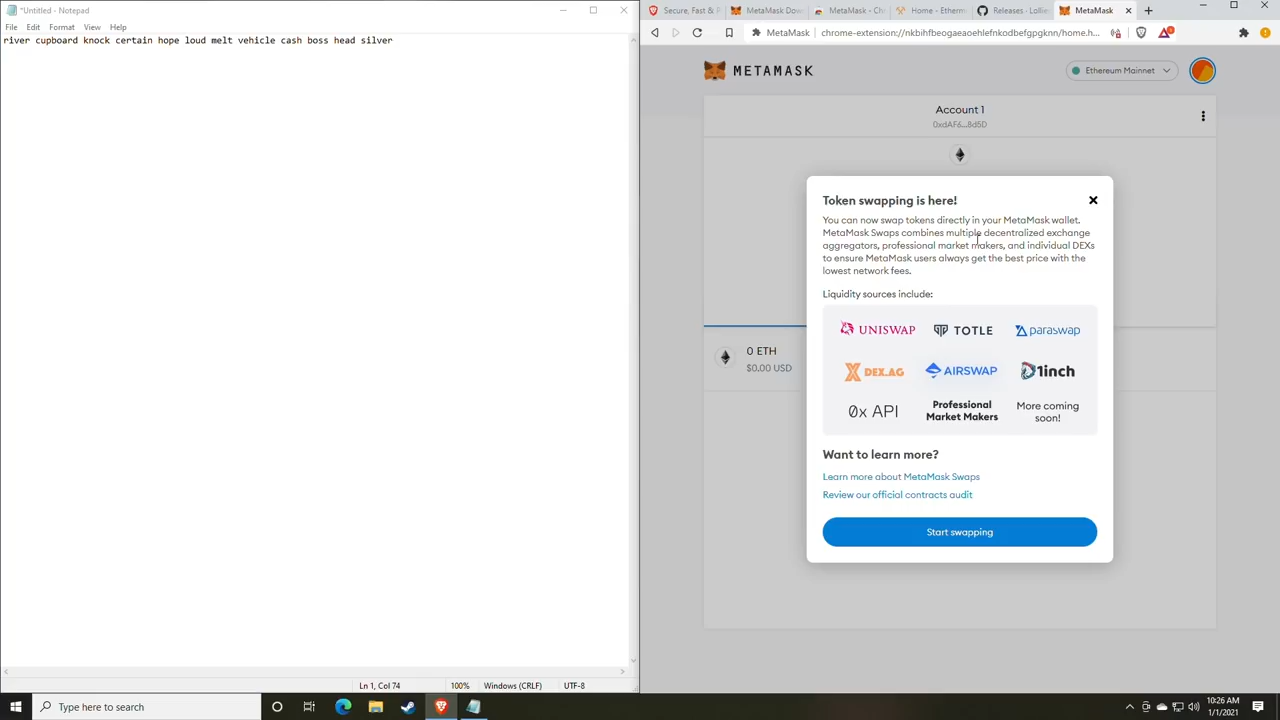 *Untitled - Notepad
File Edit Format View Help
river cupboard knock certain hope loud melt vehicle cash boss head silver
Ln 1, Col 74 100% Windows (CRLF) UTF-8
Secure, Fast & P MetaMask Dow MetaMask - Ch Home - Etherm Releases - Lollie MetaMask
MetaMask chrome-extension://nkbihfbeogaeaoehlefnkodbefgpgknn/home.h...
METAMASK
Ethereum Mainnet
Account 1
0xdAF6...8d5D
Token swapping is here!
You can now swap tokens directly in your MetaMask wallet.
MetaMask Swaps combines multiple decentralized exchange
aggregators, professional market makers, and individual DEXs
to ensure MetaMask users always get the best price with the
lowest network fees.
Liquidity sources include:
UNISWAP TOTLE paraswap
DEX.AG AIRSWAP 1inch
0x API Professional Market Makers More coming soon!
0 ETH
$0.00 USD
Want to learn more?
Learn more about MetaMask Swaps
Review our official contracts audit
Start swapping
Type here to search
10:26 AM
1/1/2021